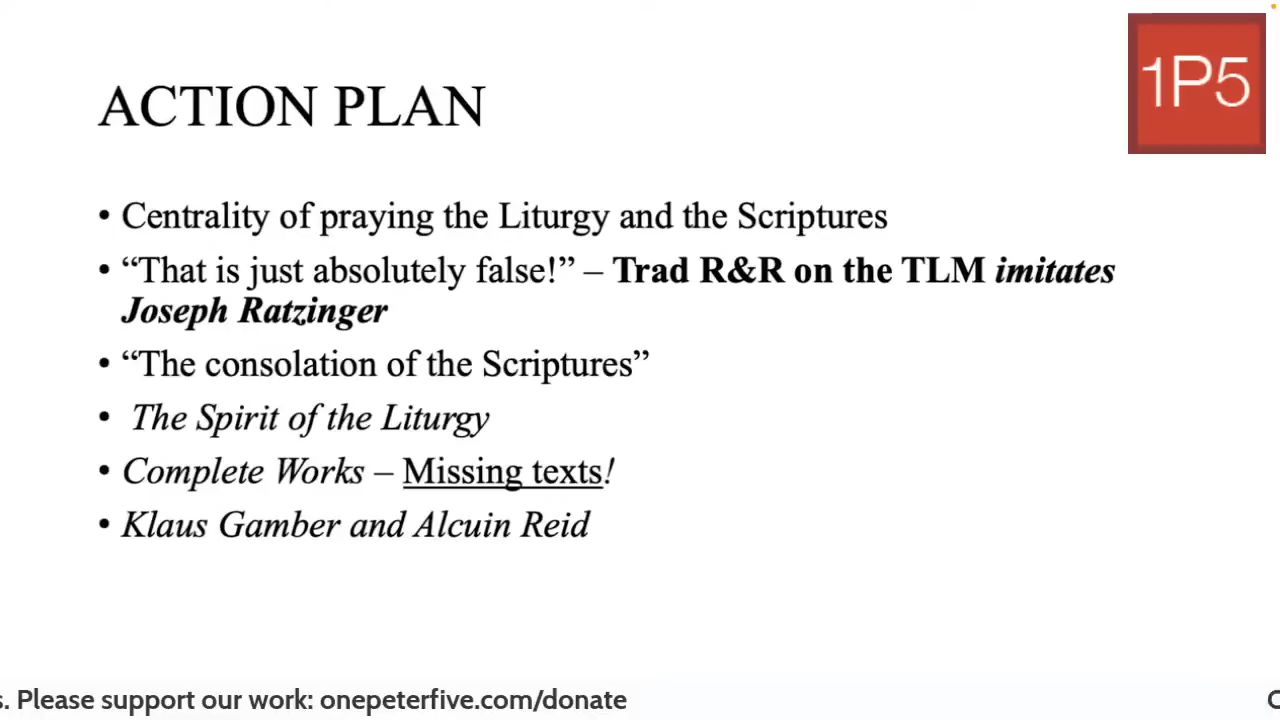 1P5
ACTION PLAN
• Centrality of praying the Liturgy and the Scriptures
• “That is just absolutely false!” – Trad R&R on the TLM imitates
Joseph Ratzinger
• “The consolation of the Scriptures”
• The Spirit of the Liturgy
• Complete Works – Missing texts!
• Klaus Gamber and Alcuin Reid
s. Please support our work: onepeterfive.com/donate